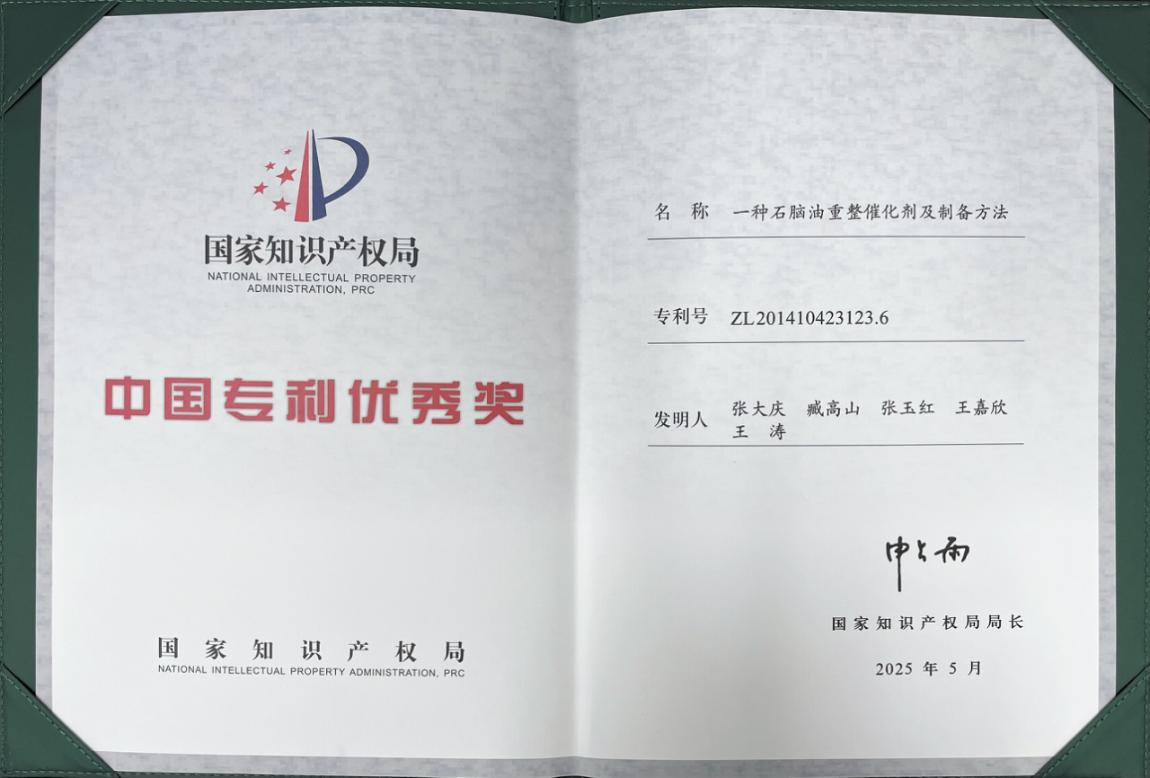 国家知识产权局
NATIONAL INTELLECTUAL PROPERTY
ADMINISTRATION, PRC
中国专利优秀奖
国家知识产权局
NATIONAL INTELLECTUAL PROPERTY ADMINISTRATION, PRC
名 称 一种石脑油重整催化剂及制备方法
专利号 ZL201410423123.6
发明人 张大庆 臧高山 张玉红 王嘉欣
王 涛
申长雨
国家知识产权局局长
2025 年 5 月